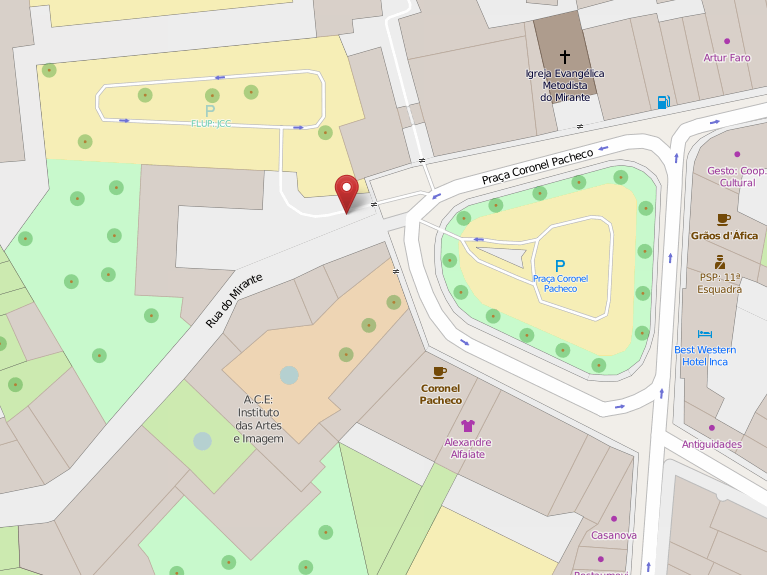 Igreja Evangélica
Metodista
do Mirante
Artur Faro
P
FLUP: JCC
Praça Coronel Pacheco
Gesto: Coop.
Cultural
Grãos d'África
PSP: 11ª
Esquadra
P
Praça Coronel
Pacheco
Rua do Mirante
Best Western
Hotel Inca
Coronel
Pacheco
A.C.E:
Instituto
das Artes
e Imagem
Alexandre
Alfaiate
Antiguidades
Casanova